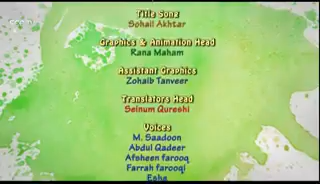 Title Song
Sohail Akhtar
Graphics & Animation Head
Rana Maham
Assistant Graphics
Zohaib Tanveer
Translators Head
Seinum Qureshi
Voices
M. Saadoon
Abdul Qadeer
Afsheen farooq
Farrah farooqi
Esha